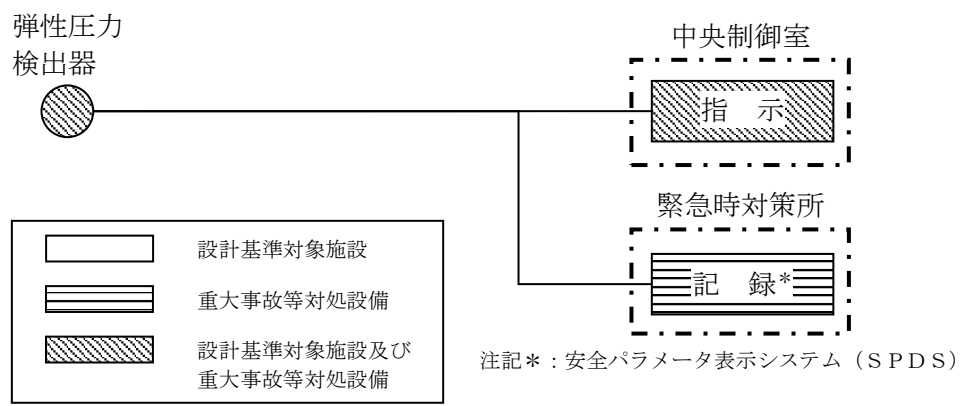 弾性圧力
検出器
中央制御室
指　示
緊急時対策所
記　録*
設計基準対象施設
重大事故等対処設備
設計基準対象施設及び
重大事故等対処設備
注記＊：安全パラメータ表示システム（ＳＰＤＳ）